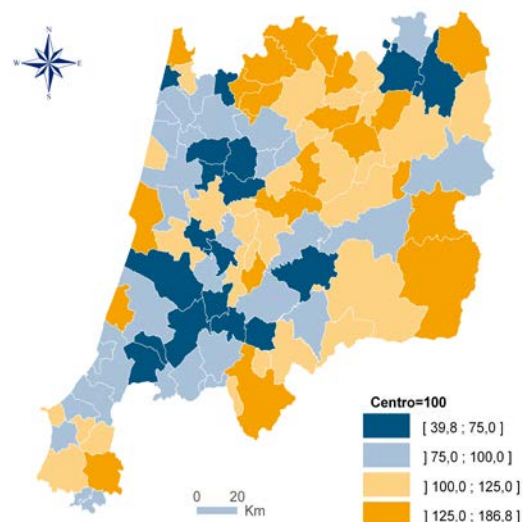 N
W E
S
Centro=100
[ 39,8 ; 75,0 ]
] 75,0 ; 100,0 ]
] 100,0 ; 125,0 ]
] 125,0 ; 186,8 ]
0 20
Km